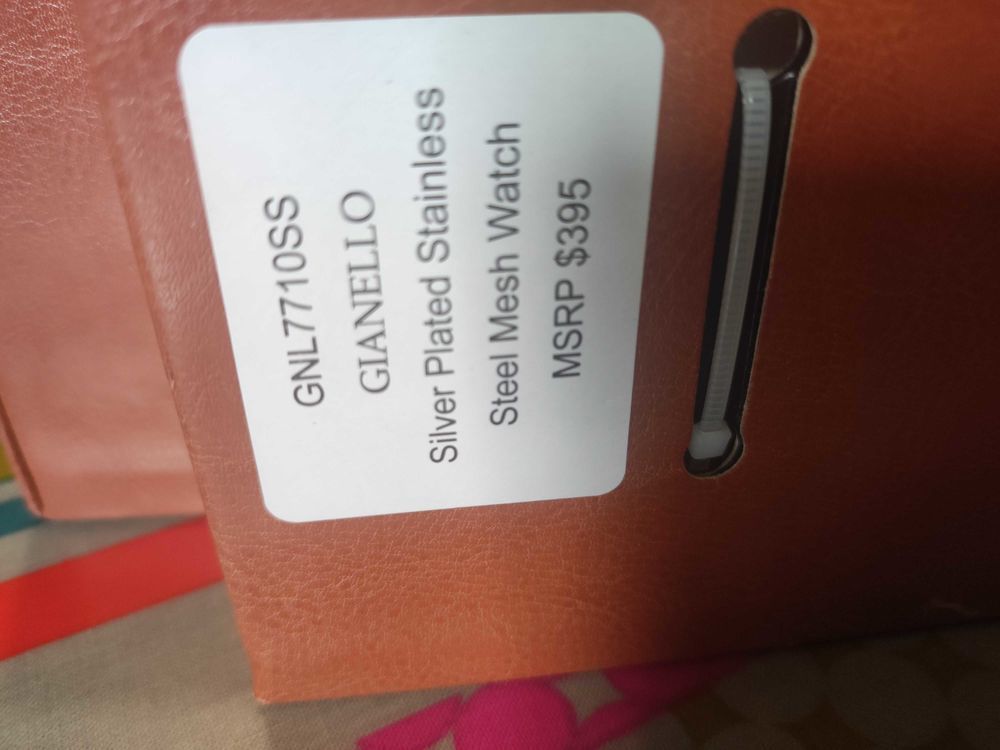 GNL7710SS
GIANELLO
Silver Plated Stainless
Steel Mesh Watch
MSRP $395